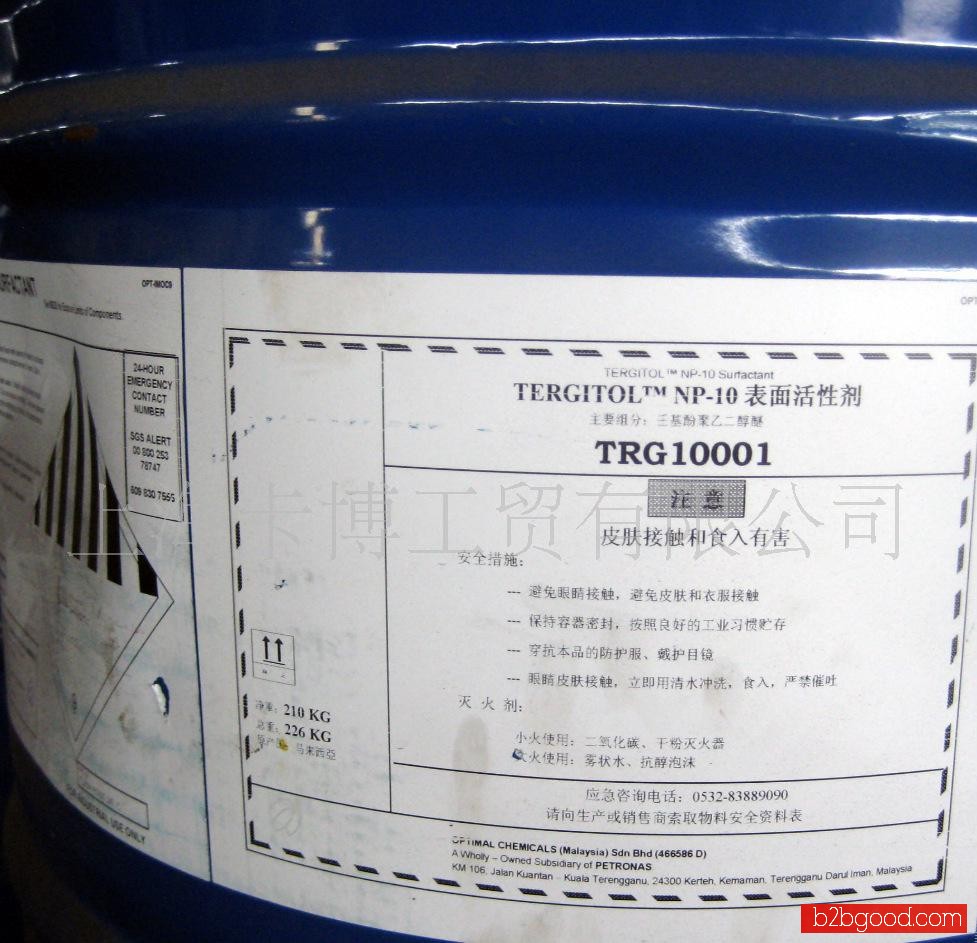 OPT-IMOC9
24-HOUR
EMERGENCY
CONTACT
NUMBER
SGS ALERT
00 800 253
78747
609 830 7565
FOR INDUSTRIAL USE ONLY
TERGITOL™ NP-10 Surfactant
TERGITOL™ NP-10 表面活性剂
主要组分：三基酚聚乙二醇醚
TRG10001
注 意
皮肤接触和食入有害
安全措施：
--- 避免眼睛接触，避免皮肤和衣服接触
--- 保持容器密封，按照良好的工业习惯贮存
--- 穿抗本品的防护服、戴护目镜
--- 眼睛皮肤接触，立即用清水冲洗，食入，严禁催吐
灭 火 剂：
小火使用：二氧化碳、干粉灭火器
火使用：雾状水、抗醇泡沫
净重：210 KG
总重：226 KG
原产 马来西亞
应急咨询电话：0532-83889090
请向生产或销售商索取物料安全资料表
OPTIMAL CHEMICALS (Malaysia) Sdn Bhd (466586 D)
A Wholly – Owned Subsidiary of PETRONAS
KM 106, Jalan Kuantan – Kuala Terengganu, 24300 Kerteh, Kemaman, Terengganu Darul Iman, Malaysia
上 卡博工贸有限公司
b2bgood.com